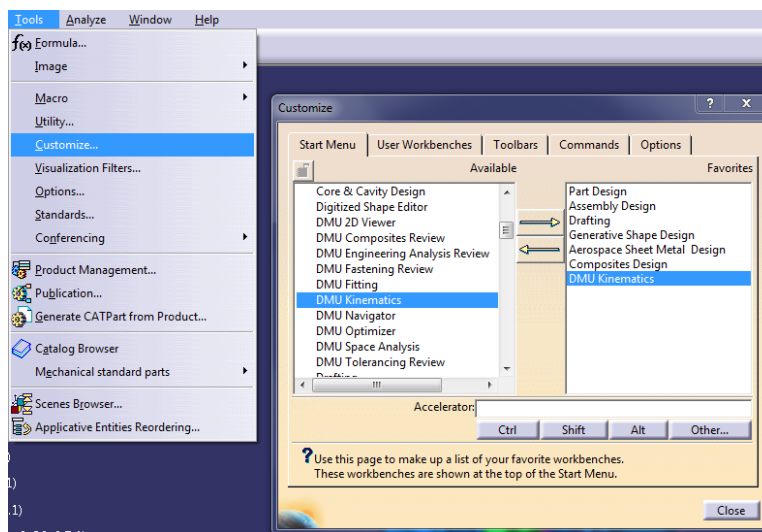 Tools Analyze Window Help
f(x) Formula...
Image
Macro
Utility...
Customize...
Visualization Filters...
Options...
Standards...
Conferencing
Product Management...
Publication...
Generate CATPart from Product...
Catalog Browser
Mechanical standard parts
Scenes Browser...
Applicative Entities Reordering...
)
1)
.1)
Customize
? X
Start Menu User Workbenches Toolbars Commands Options
Available Favorites
Core & Cavity Design
Digitized Shape Editor
DMU 2D Viewer
DMU Composites Review
DMU Engineering Analysis Review
DMU Fastening Review
DMU Fitting
DMU Kinematics
DMU Navigator
DMU Optimizer
DMU Space Analysis
DMU Tolerancing Review
Drafting
Part Design
Assembly Design
Drafting
Generative Shape Design
Aerospace Sheet Metal Design
Composites Design
DMU Kinematics
Accelerator:
Ctrl Shift Alt Other...
? Use this page to make up a list of your favorite workbenches.
These workbenches are shown at the top of the Start Menu.
Close